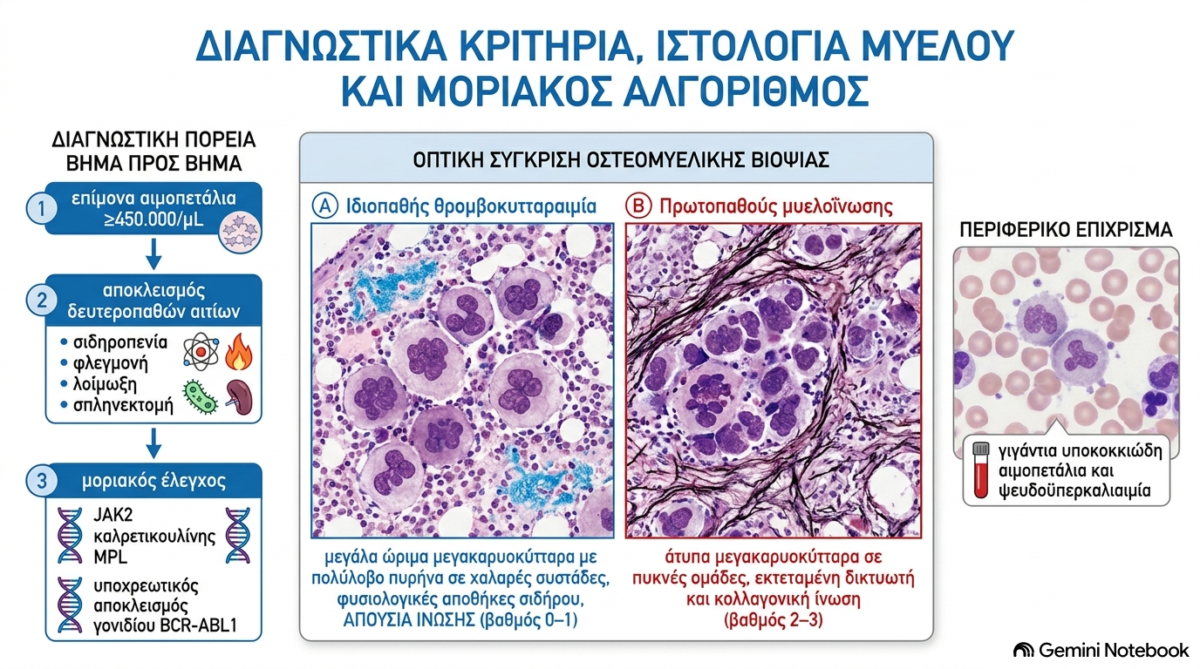 ΔΙΑΓΝΩΣΤΙΚΑ ΚΡΙΤΗΡΙΑ, ΙΣΤΟΛΟΓΙΑ ΜΥΕΛΟΥ
ΚΑΙ ΜΟΡΙΑΚΟΣ ΑΛΓΟΡΙΘΜΟΣ
ΔΙΑΓΝΩΣΤΙΚΗ ΠΟΡΕΙΑ
ΒΗΜΑ ΠΡΟΣ ΒΗΜΑ
1
επίμονα αιμοπετάλια
≥450.000/μL
2
αποκλεισμός
δευτεροπαθών αιτίων
• σιδηροπενία
• φλεγμονή
• λοίμωξη
• σπληνεκτομή
3
μοριακός έλεγχος
JAK2
καλρετικουλίνης
MPL
υποχρεωτικός
αποκλεισμός
γονιδίου BCR-ABL1
ΟΠΤΙΚΗ ΣΥΓΚΡΙΣΗ ΟΣΤΕΟΜΥΕΛΙΚΗΣ ΒΙΟΨΙΑΣ
A Ιδιοπαθής θρομβοκυτταραιμία
μεγάλα ώριμα μεγακαρυοκύτταρα με
πολύλοβο πυρήνα σε χαλαρές συστάδες,
φυσιολογικές αποθήκες σιδήρου,
ΑΠΟΥΣΙΑ ΙΝΩΣΗΣ (βαθμός 0–1)
B Πρωτοπαθούς μυελοΐνωσης
άτυπα μεγακαρυοκύτταρα σε
πυκνές ομάδες, εκτεταμένη δικτυωτή
και κολλαγονική ίνωση
(βαθμός 2–3)
ΠΕΡΙΦΕΡΙΚΟ ΕΠΙΧΡΙΣΜΑ
γιγάντια υποκοκκιώδη
αιμοπετάλια και
ψευδοϋπερκαλιαιμία
Gemini Notebook